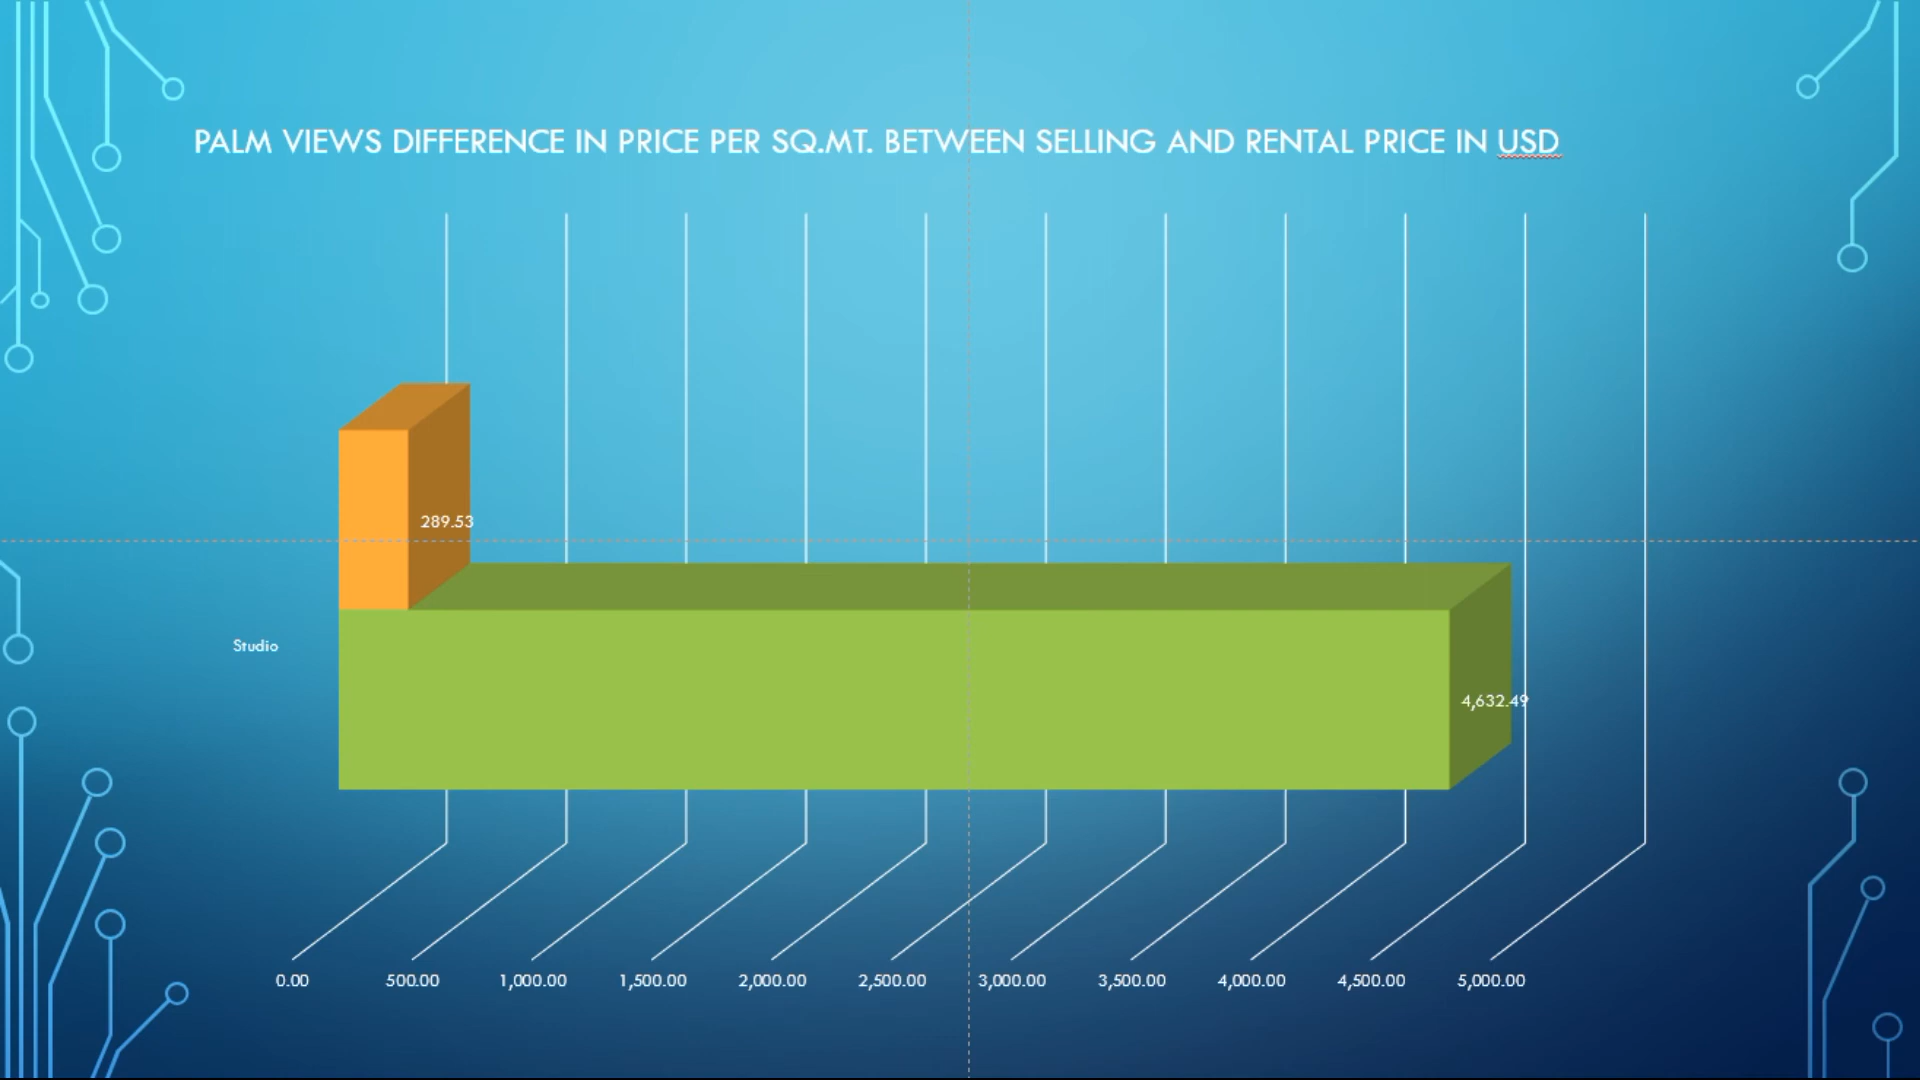 PALM VIEWS DIFFERENCE IN PRICE PER SQ.MT. BETWEEN SELLING AND RENTAL PRICE IN USD
289.53
Studio
4,632.49
0.00 500.00 1,000.00 1,500.00 2,000.00 2,500.00 3,000.00 3,500.00 4,000.00 4,500.00 5,000.00